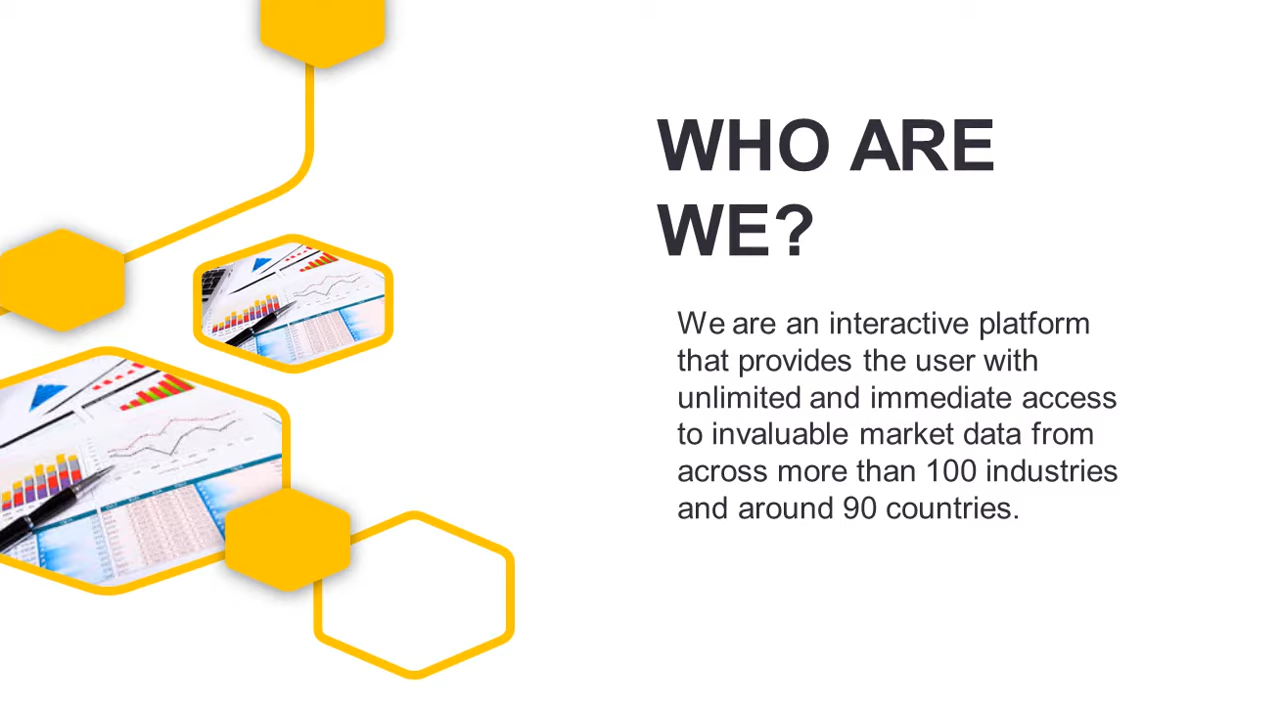 WHO ARE
WE?
We are an interactive platform
that provides the user with
unlimited and immediate access
to invaluable market data from
across more than 100 industries
and around 90 countries.